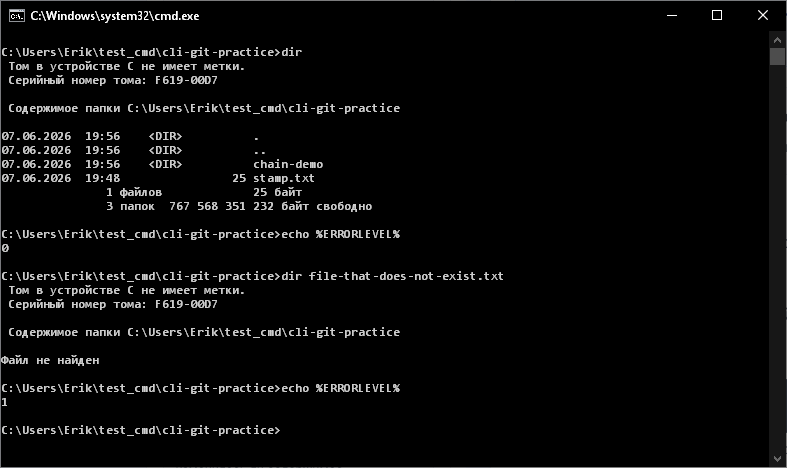 C:\Windows\system32\cmd.exe
C:\Users\Erik\test_cmd\cli-git-practice>dir
 Том в устройстве C не имеет метки.
 Серийный номер тома: F619-00D7

 Содержимое папки C:\Users\Erik\test_cmd\cli-git-practice

07.06.2026  19:56    <DIR>          .
07.06.2026  19:56    <DIR>          ..
07.06.2026  19:56    <DIR>          chain-demo
07.06.2026  19:48                25 stamp.txt
               1 файлов             25 байт
               3 папок  767 568 351 232 байт свободно

C:\Users\Erik\test_cmd\cli-git-practice>echo %ERRORLEVEL%
0

C:\Users\Erik\test_cmd\cli-git-practice>dir file-that-does-not-exist.txt
 Том в устройстве C не имеет метки.
 Серийный номер тома: F619-00D7

 Содержимое папки C:\Users\Erik\test_cmd\cli-git-practice

Файл не найден

C:\Users\Erik\test_cmd\cli-git-practice>echo %ERRORLEVEL%
1

C:\Users\Erik\test_cmd\cli-git-practice>